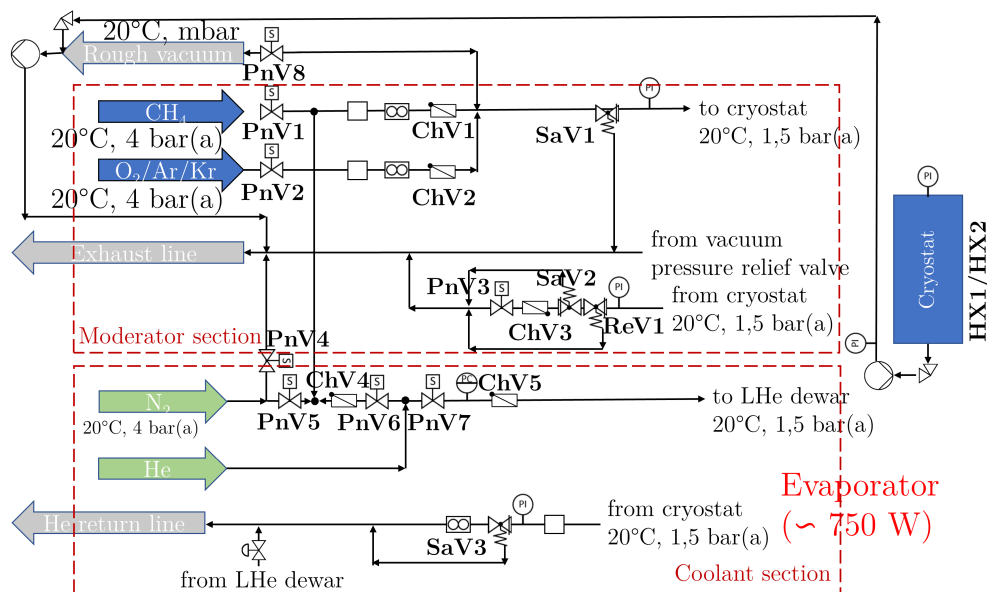 20°C, mbar
Rough vacuum
S
PnV8
PI
CH4
S
20°C, 4 bar(a)
PnV1
ChV1
SaV1
to cryostat
20°C, 1,5 bar(a)
O2/Ar/Kr
S
20°C, 4 bar(a)
PnV2
ChV2
PI
Cryostat
HX1/HX2
Exhaust line
from vacuum
pressure relief valve
PnV3
S
SaV2
PI
from cryostat
20°C, 1,5 bar(a)
ChV3
ReV1
Moderator section
PnV4
S
PI
N2
20°C, 4 bar(a)
S
PnV5
ChV4
S
PnV6
S
PnV7
PC
ChV5
to LHe dewar
20°C, 1,5 bar(a)
He
Evaporator
(∽ 750 W)
He return line
SaV3
PI
from cryostat
20°C, 1,5 bar(a)
from LHe dewar
Coolant section